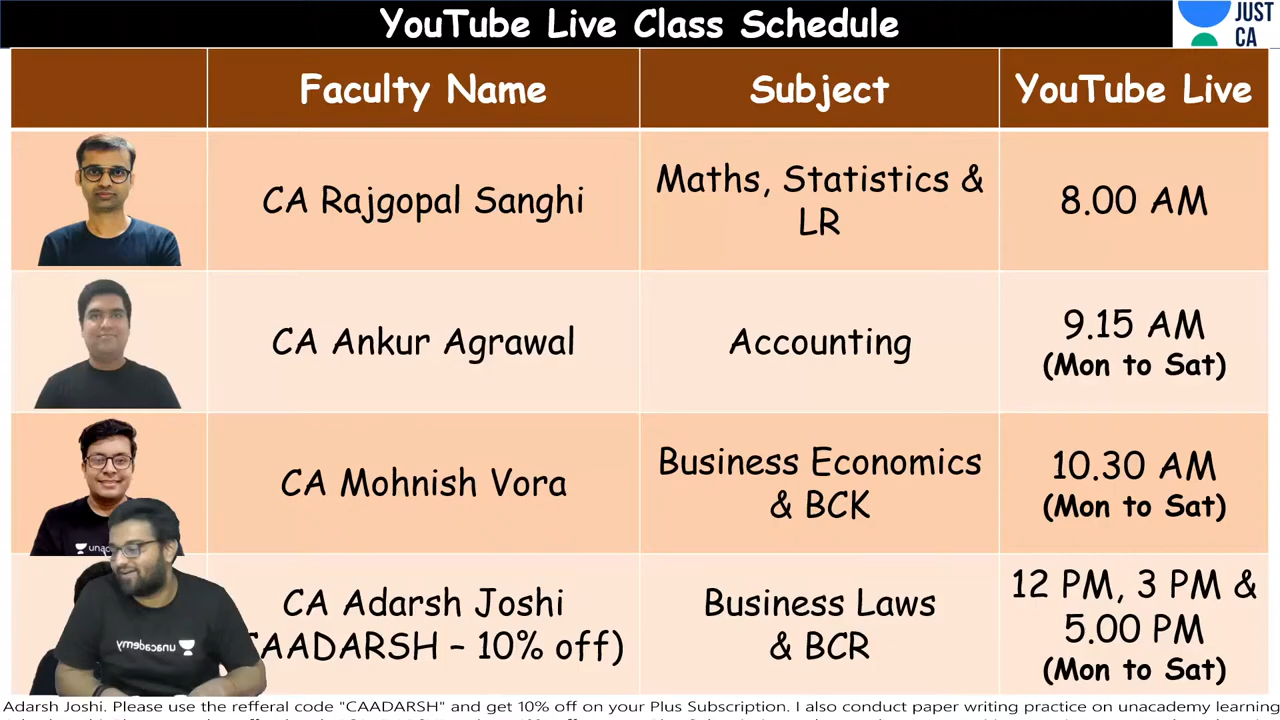 YouTube Live Class Schedule
JUST
CA
Faculty Name
Subject
YouTube Live
CA Rajgopal Sanghi
Maths, Statistics &
LR
8.00 AM
CA Ankur Agrawal
Accounting
9.15 AM
(Mon to Sat)
CA Mohnish Vora
Business Economics
& BCK
10.30 AM
(Mon to Sat)
unac
CA Adarsh Joshi
AADARSH – 10% off)
Business Laws
& BCR
12 PM, 3 PM &
5.00 PM
(Mon to Sat)
unacademy
Adarsh Joshi. Please use the refferal code "CAADARSH" and get 10% off on your Plus Subscription. I also conduct paper writing practice on unacademy learning